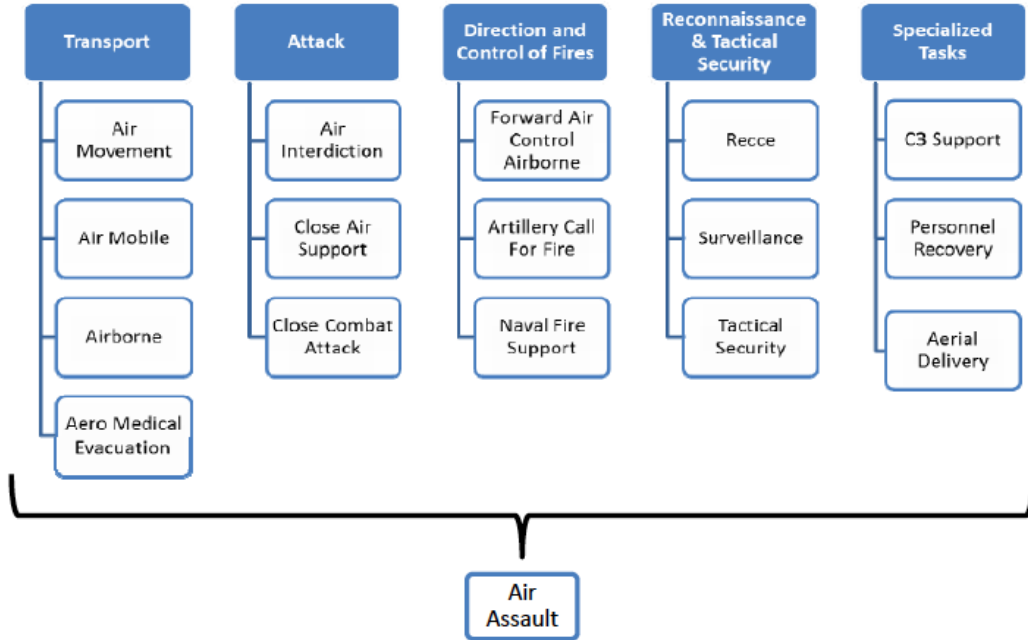 Transport
Air
Movement
Air Mobile
Airborne
Aero Medical
Evacuation
Attack
Air
Interdiction
Close Air
Support
Close Combat
Attack
Direction and
Control of Fires
Forward Air
Control
Airborne
Artillery Call
For Fire
Naval Fire
Support
Reconnaissance
& Tactical
Security
Recce
Surveillance
Tactical
Security
Specialized
Tasks
C3 Support
Personnel
Recovery
Aerial
Delivery
Air
Assault